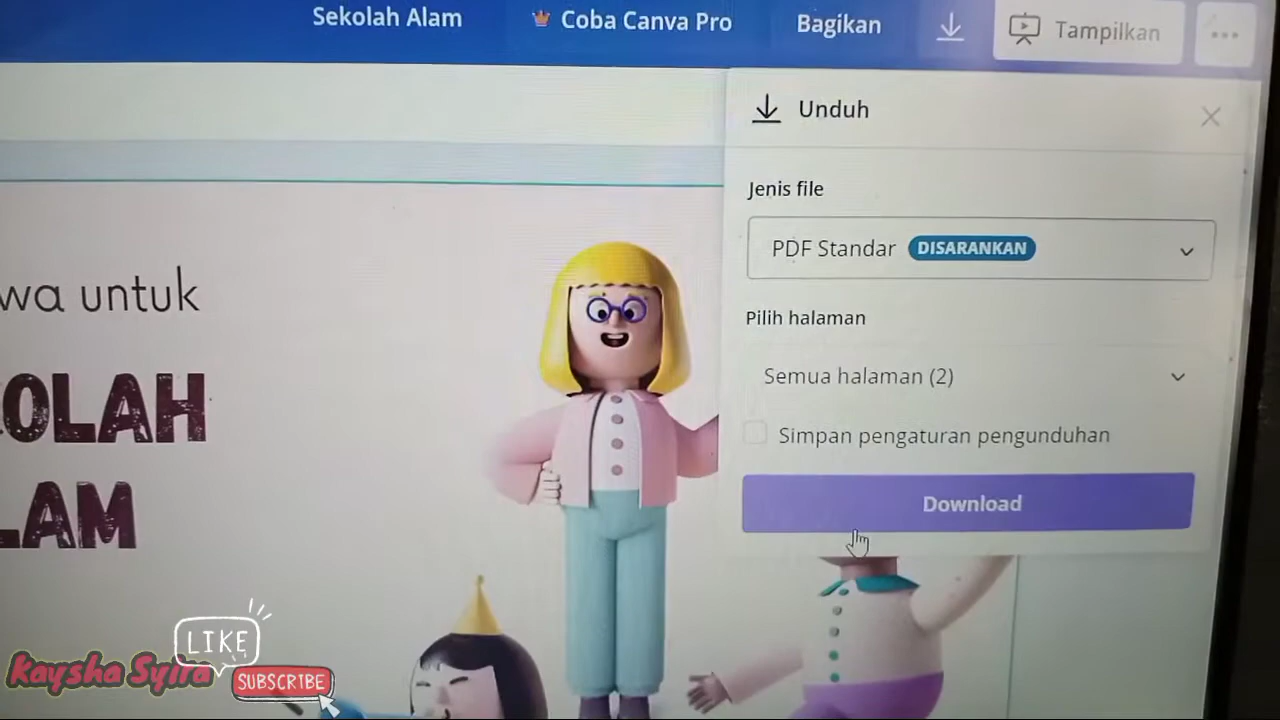 Sekolah Alam
Coba Canva Pro
Bagikan
Tampilkan
Unduh
Jenis file
PDF Standar DISARANKAN
Pilih halaman
Semua halaman (2)
Simpan pengaturan pengunduhan
Download
wa untuk
OLAH
LAM
LIKE
Kaysha Syira
SUBSCRIBE